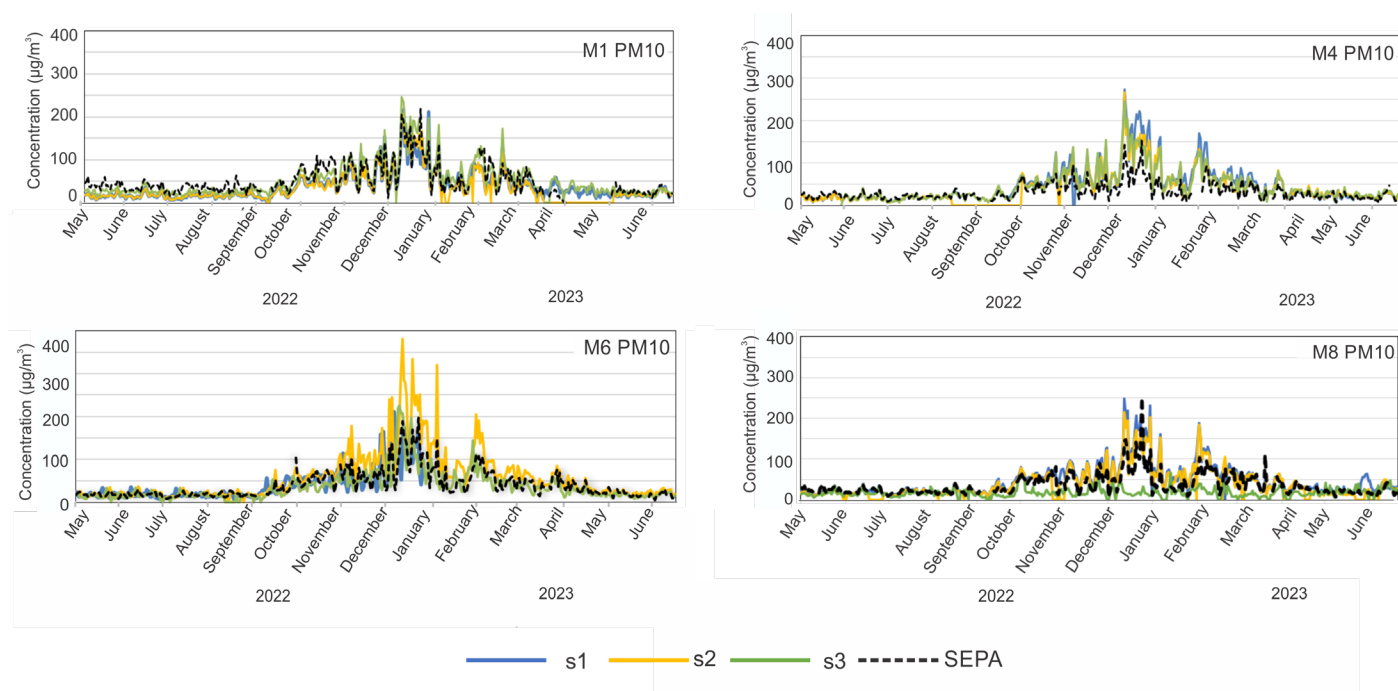 M1 PM10
Concentration (µg/m³)
400
300
200
100
0
May
June
July
August
September
October
November
December
January
February
March
April
May
June
2022
2023
M4 PM10
Concentration (µg/m³)
400
300
200
100
0
May
June
July
August
September
October
November
December
January
February
March
April
May
June
2022
2023
M6 PM10
Concentration (µg/m³)
400
300
200
100
0
May
June
July
August
September
October
November
December
January
February
March
April
May
June
2022
2023
M8 PM10
Concentration (µg/m³)
400
300
200
100
0
May
June
July
August
September
October
November
December
January
February
March
April
May
June
2022
2023
s1 s2 s3 SEPA